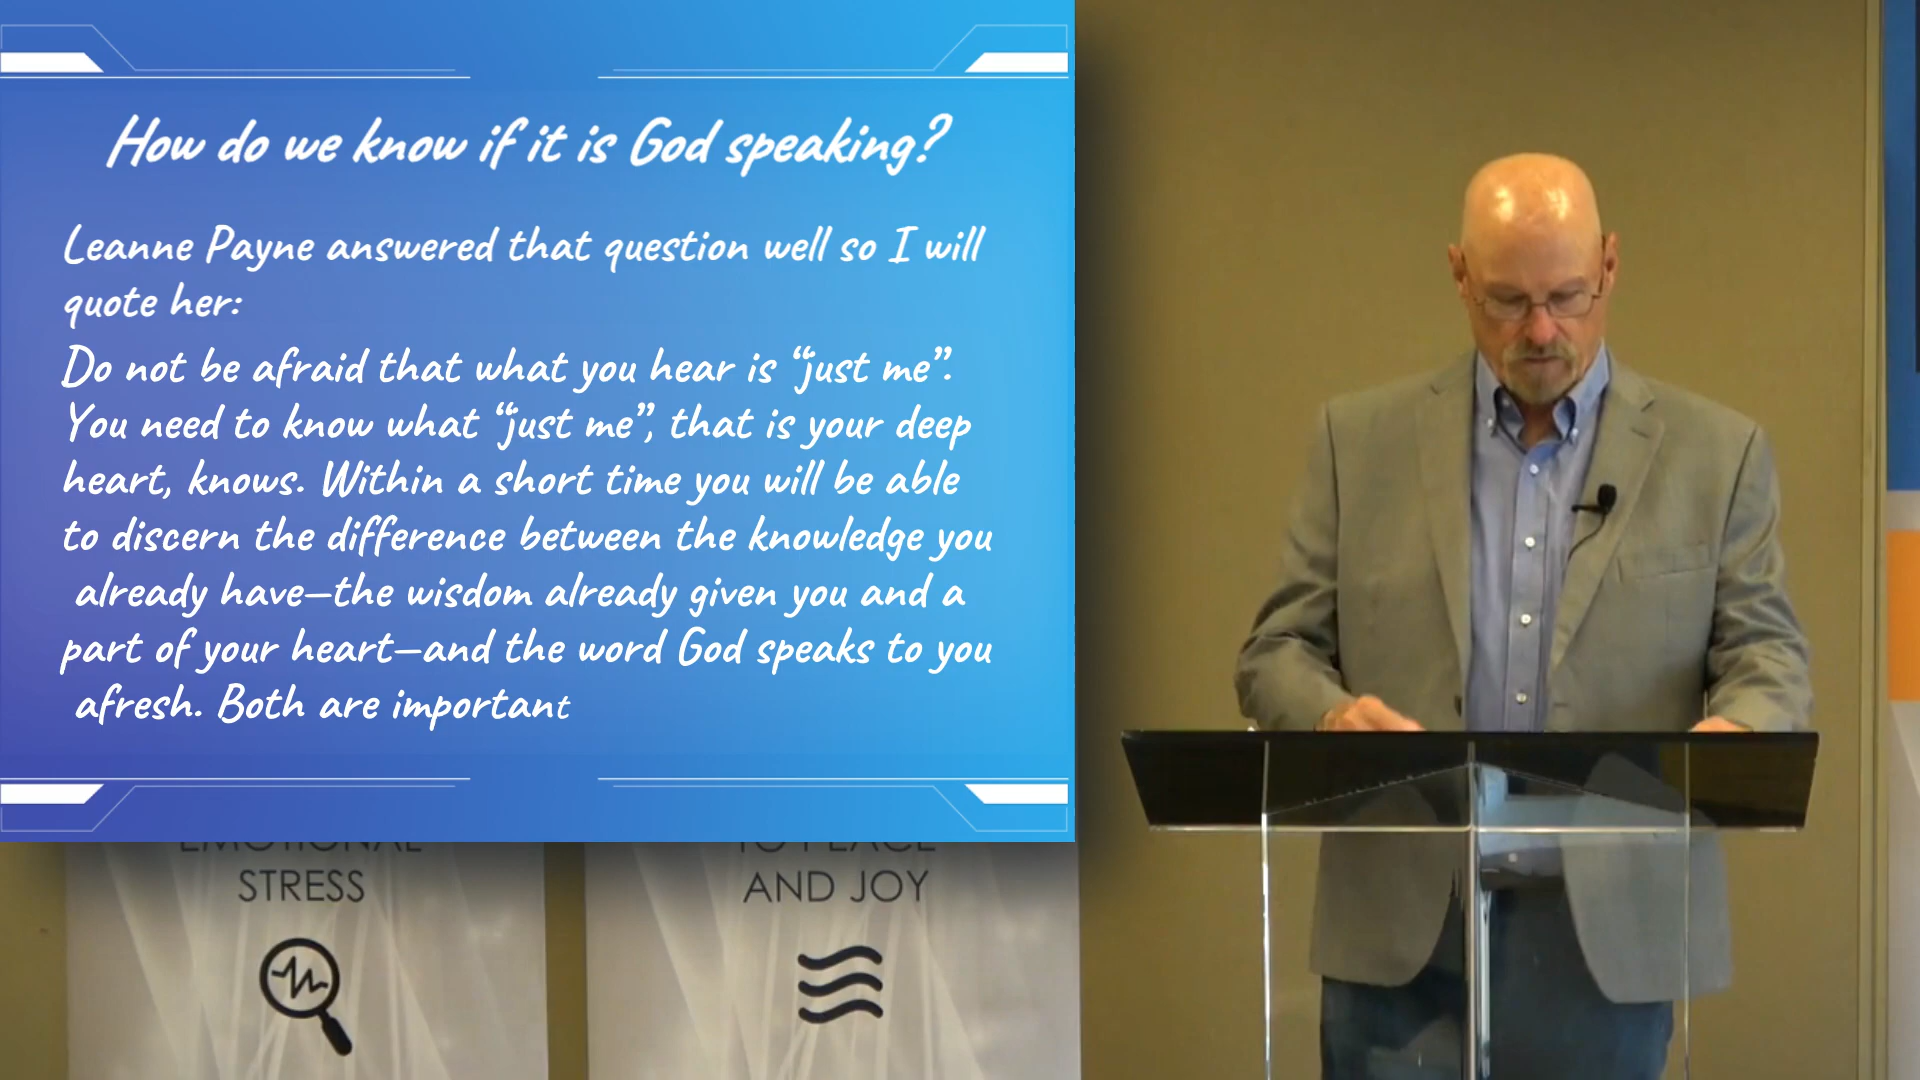 How do we know if it is God speaking?
Leanne Payne answered that question well so I will
quote her:
Do not be afraid that what you hear is “just me”.
You need to know what “just me”, that is your deep
heart, knows. Within a short time you will be able
to discern the difference between the knowledge you
already have—the wisdom already given you and a
part of your heart—and the word God speaks to you
afresh. Both are important
EMOTIONAL
STRESS
TO PEACE
AND JOY